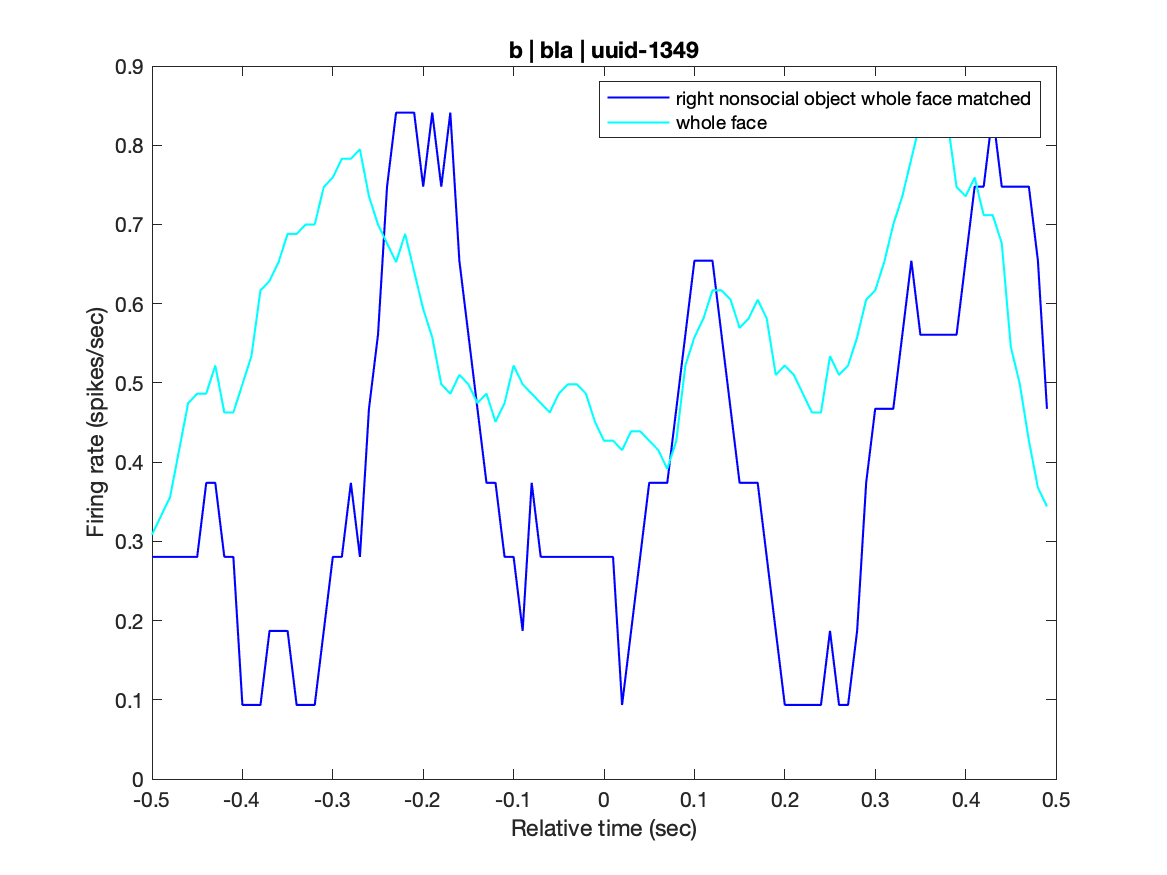 b | bla | uuid-1349
right nonsocial object whole face matched
whole face
Firing rate (spikes/sec)
0.9
0.8
0.7
0.6
0.5
0.4
0.3
0.2
0.1
0
-0.5 -0.4 -0.3 -0.2 -0.1 0 0.1 0.2 0.3 0.4 0.5
Relative time (sec)